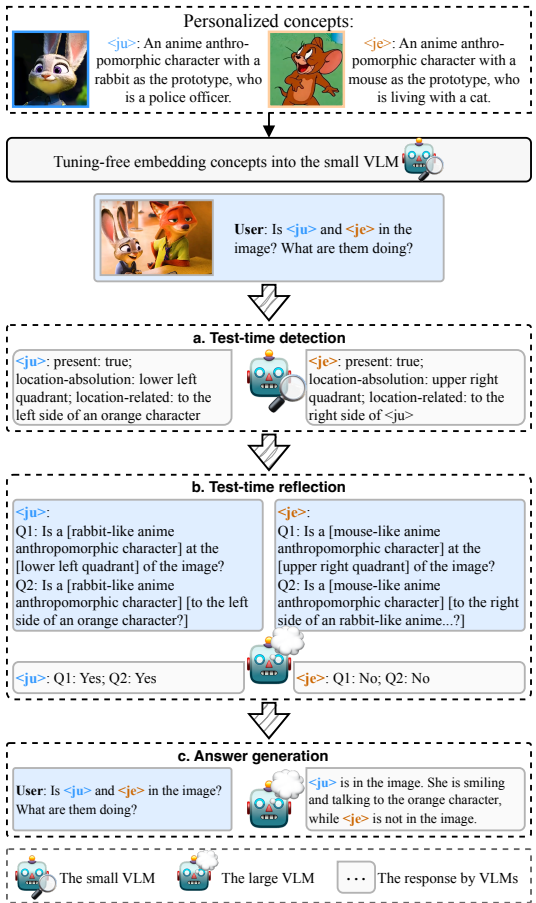 Personalized concepts:
<ju>: An anime anthro-
pomorphic character with a
rabbit as the prototype, who
is a police officer.
<je>: An anime anthro-
pomorphic character with a
mouse as the prototype, who
is living with a cat.
Tuning-free embedding concepts into the small VLM
User: Is <ju> and <je> in the
image? What are them doing?
a. Test-time detection
<ju>: present: true;
location-absolution: lower left
quadrant; location-related: to the
left side of an orange character
<je>: present: true;
location-absolution: upper right
quadrant; location-related: to the
right side of <ju>
b. Test-time reflection
<ju>:
Q1: Is a [rabbit-like anime
anthropomorphic character] at the
[lower left quadrant] of the image?
Q2: Is a [rabbit-like anime
anthropomorphic character] [to the left
side of an orange character?]
<je>:
Q1: Is a [mouse-like anime
anthropomorphic character] at the
[upper right quadrant] of the image?
Q2: Is a [mouse-like anime
anthropomorphic character] [to the right
side of an rabbit-like anime...?]
<ju>: Q1: Yes; Q2: Yes
<je>: Q1: No; Q2: No
c. Answer generation
User: Is <ju> and <je> in the image?
What are them doing?
<ju> is in the image. She is smiling
and talking to the orange character,
while <je> is not in the image.
The small VLM
The large VLM
... The response by VLMs